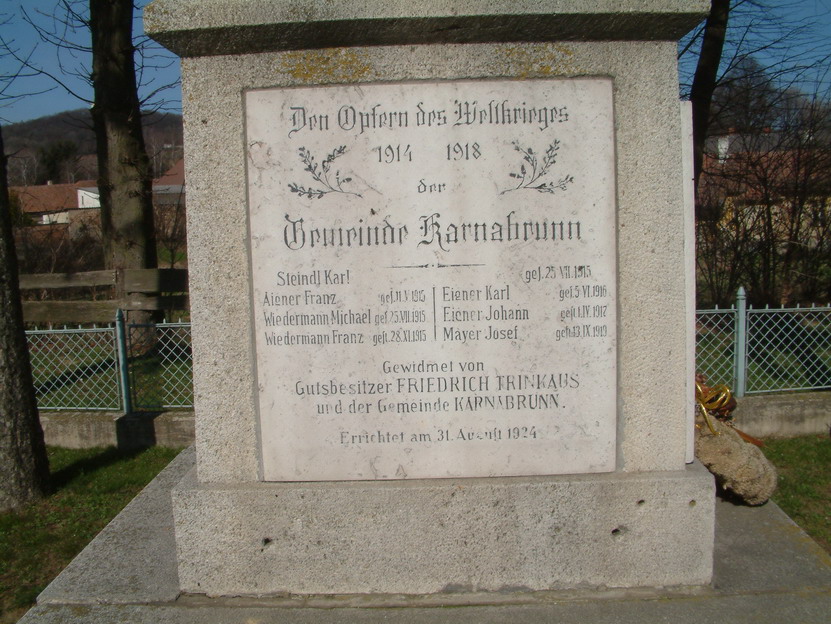 Den Opfern des Weltkrieges
1914 1918
der
Gemeinde Karnabrunn
Steindl Karl gef. 25 VII. 1915
Aiener Franz gef. 11. V 1915 Eiener Karl gef. 5 VI. 1916
Wiedermann Michael gef. 25. VII. 1915 Eiener Johann gest. 1. IV. 1917
Wiedermann Franz gest. 28. XI. 1915 Mayer Josef gest. 13. IX 1919
Gewidmet von
Gutsbesitzer FRIEDRICH TRINKAUS
und der Gemeinde KARNABRUNN.
Errichtet am 31. August 1924